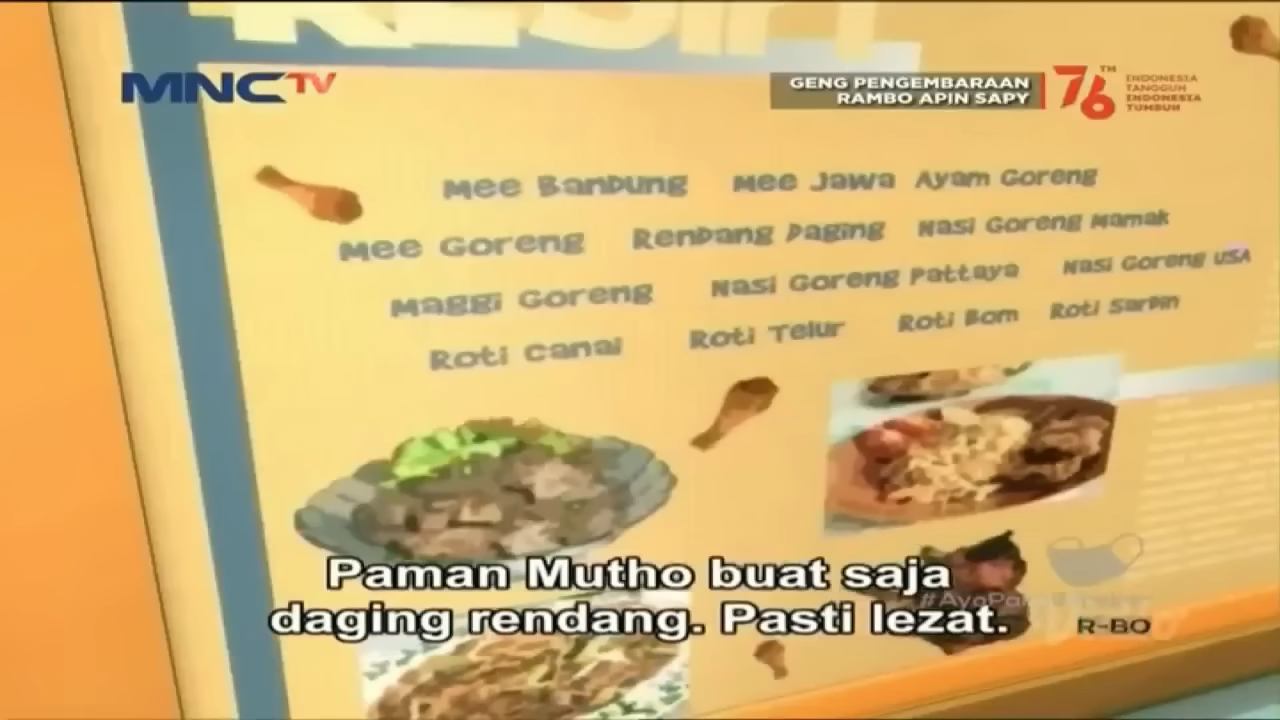 RESIPI
MNCTV
GENG PENGEMBARAAN
RAMBO APIN SAPY
76TH
INDONESIA
TANGGUH
INDONESIA
TUMBUH
Mee Bandung Mee Jawa Ayam Goreng
Mee Goreng Rendang Daging Nasi Goreng Mamak
Maggi Goreng Nasi Goreng Pattaya Nasi Goreng USA
Roti Canai Roti Telur Roti Bom Roti Sardin
Paman Mutho buat saja
daging rendang. Pasti lezat.
R-BO